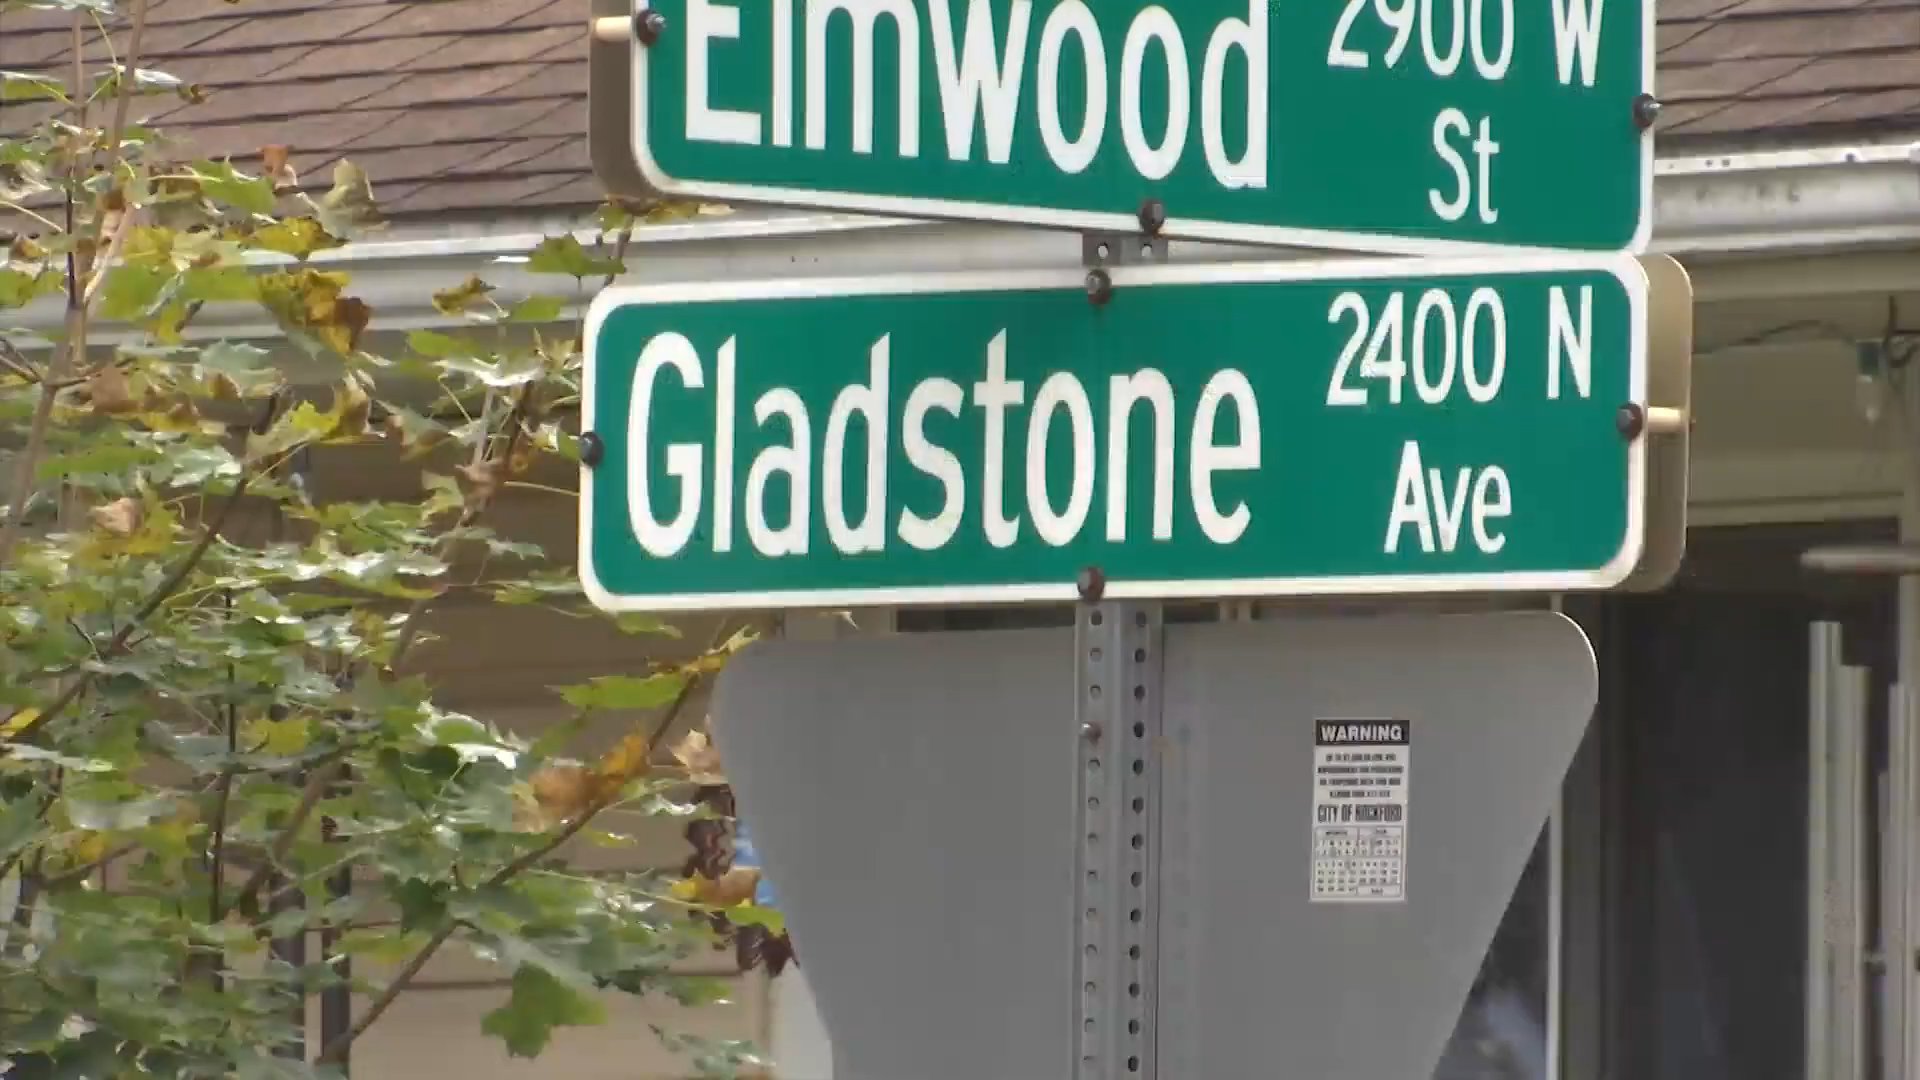 Elmwood 2900 W
St
Gladstone 2400 N
Ave
WARNING
CITY OF ROCKFORD